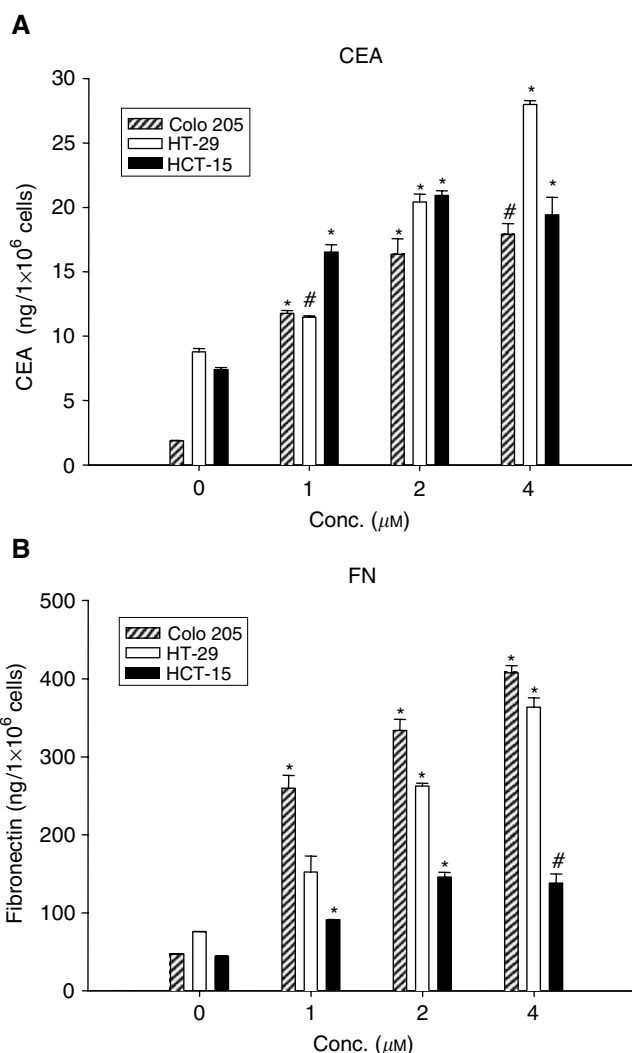 A
CEA
30
25
20
15
10
5
0
CEA (ng/1×10⁶ cells)
Colo 205
HT-29
HCT-15
* # *
* * *
# * *
0 1 2 4
Conc. (μM)
B
FN
500
400
300
200
100
0
Fibronectin (ng/1×10⁶ cells)
Colo 205
HT-29
HCT-15
* *
* * *
* * #
0 1 2 4
Conc. (μM)